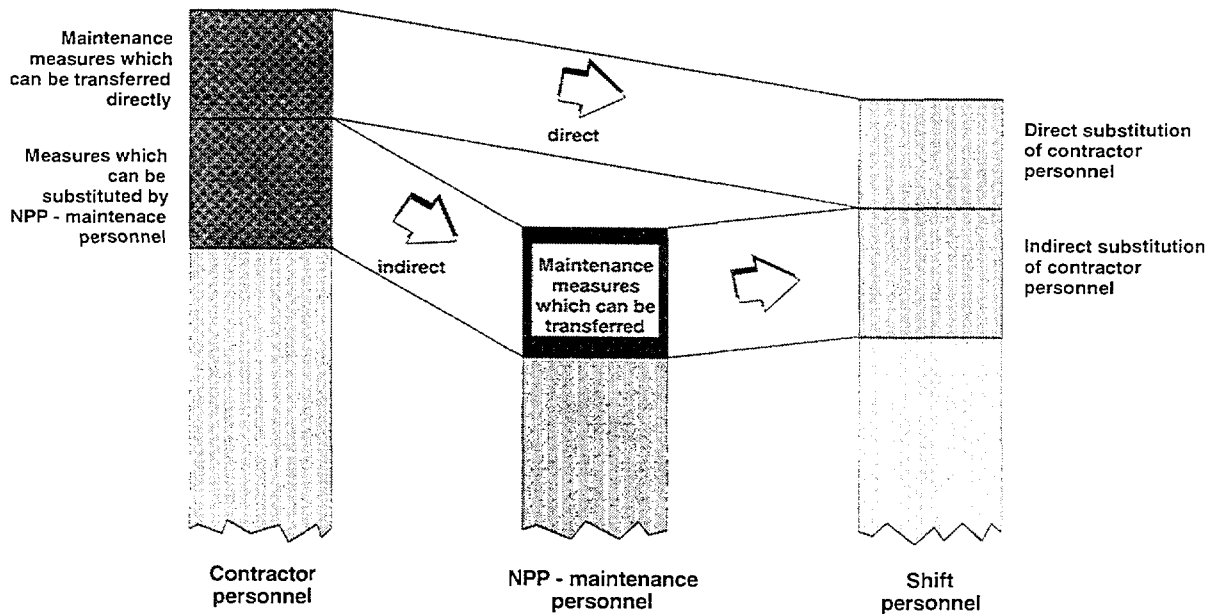 Maintenance
measures which
can be transferred
directly
Measures which
can be
substituted by
NPP - maintenace
personnel
direct
indirect
Maintenance
measures
which can be
transferred
Direct substitution
of contractor
personnel
Indirect substitution
of contractor
personnel
Contractor
personnel
NPP - maintenance
personnel
Shift
personnel